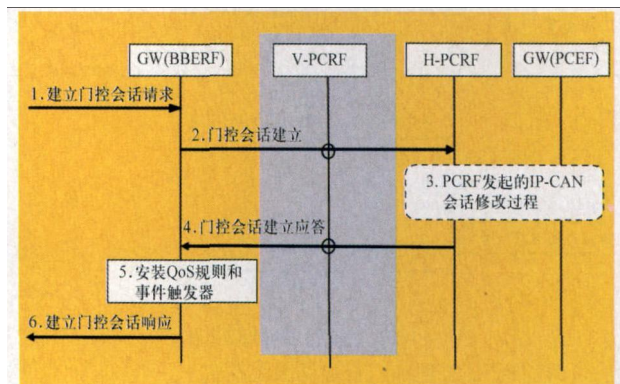 GW(BBERF)
V-PCRF
H-PCRF
GW(PCEF)
1.建立门控会话请求
2.门控会话建立
3.PCRF发起的IP-CAN
会话修改过程
4.门控会话建立应答
5.安装QoS规则和
事件触发器
6.建立门控会话响应